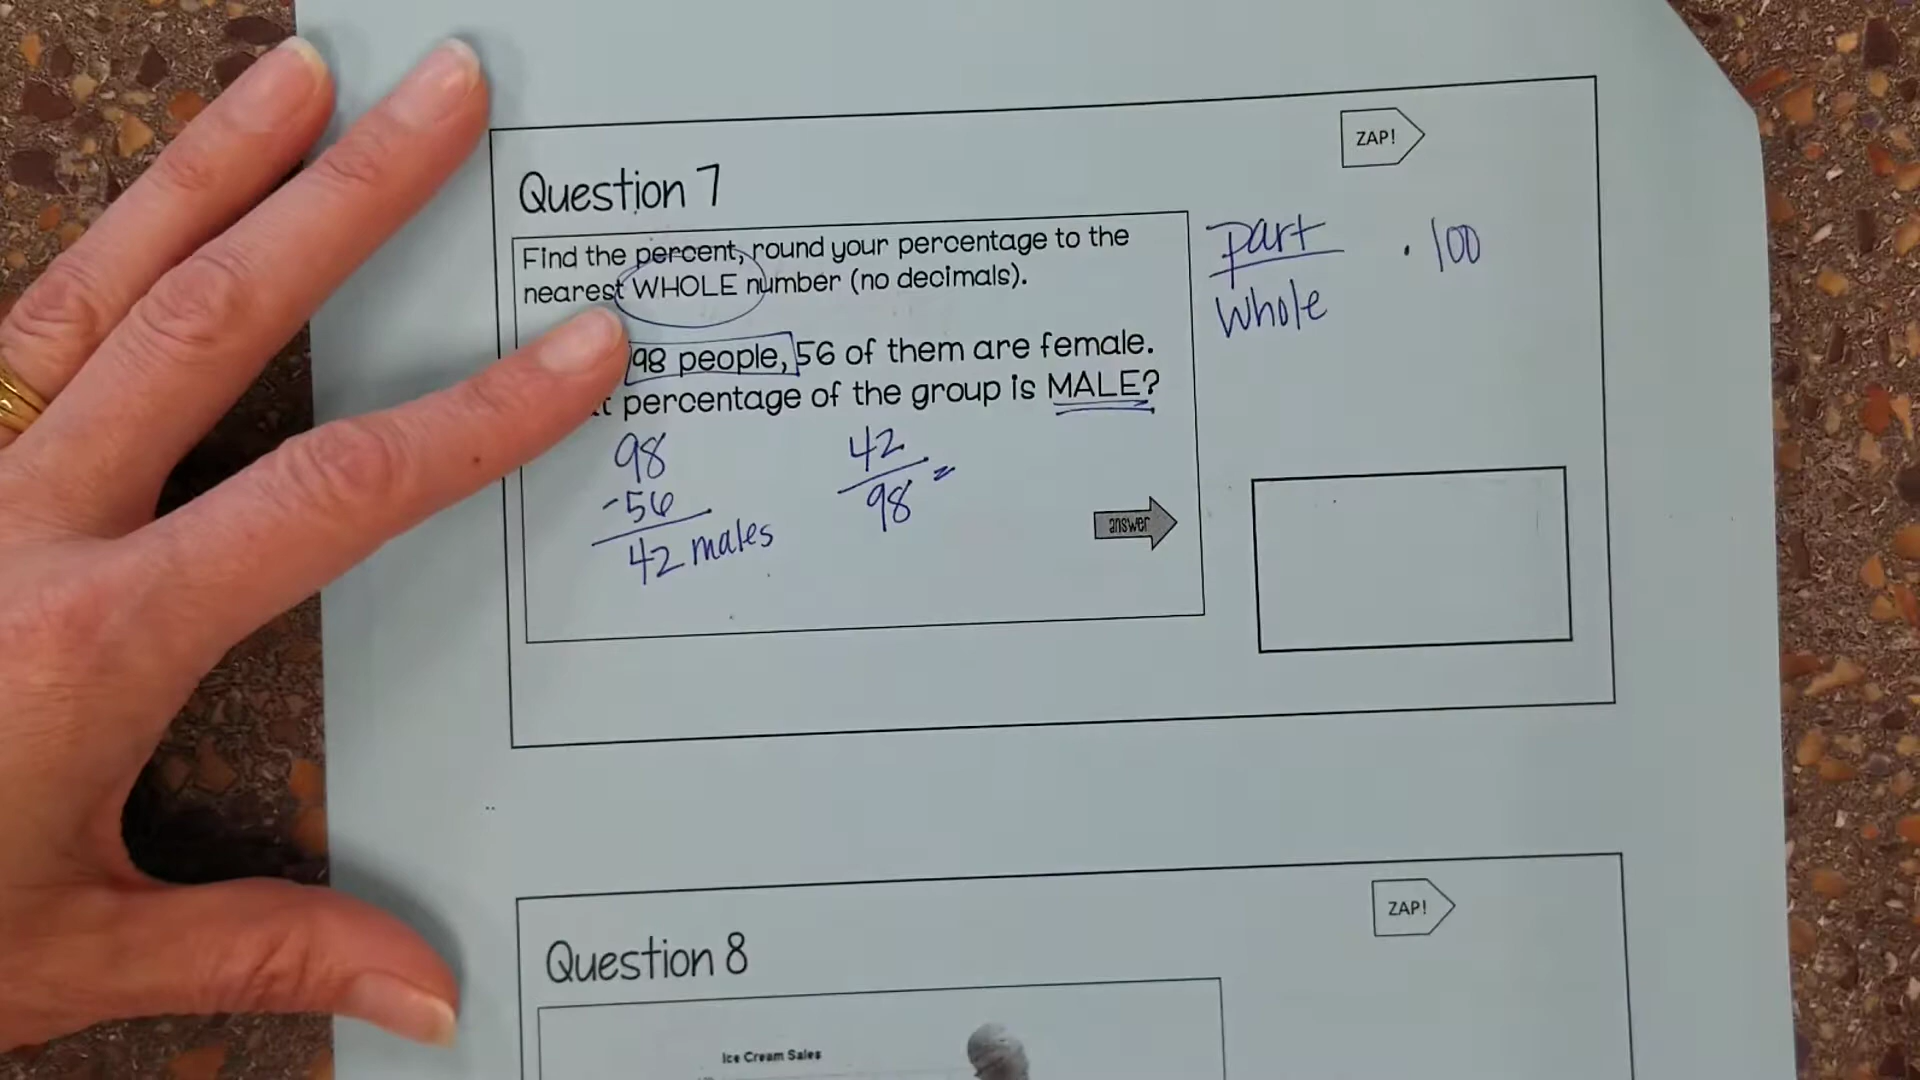 ZAP!
Question 7
Find the percent, round your percentage to the
nearest WHOLE number (no decimals).
98 people, 56 of them are female.
percentage of the group is MALE?
part
whole
. 100
98
-56
42 males
42
98
=
answer
ZAP!
Question 8
Ice Cream Sales